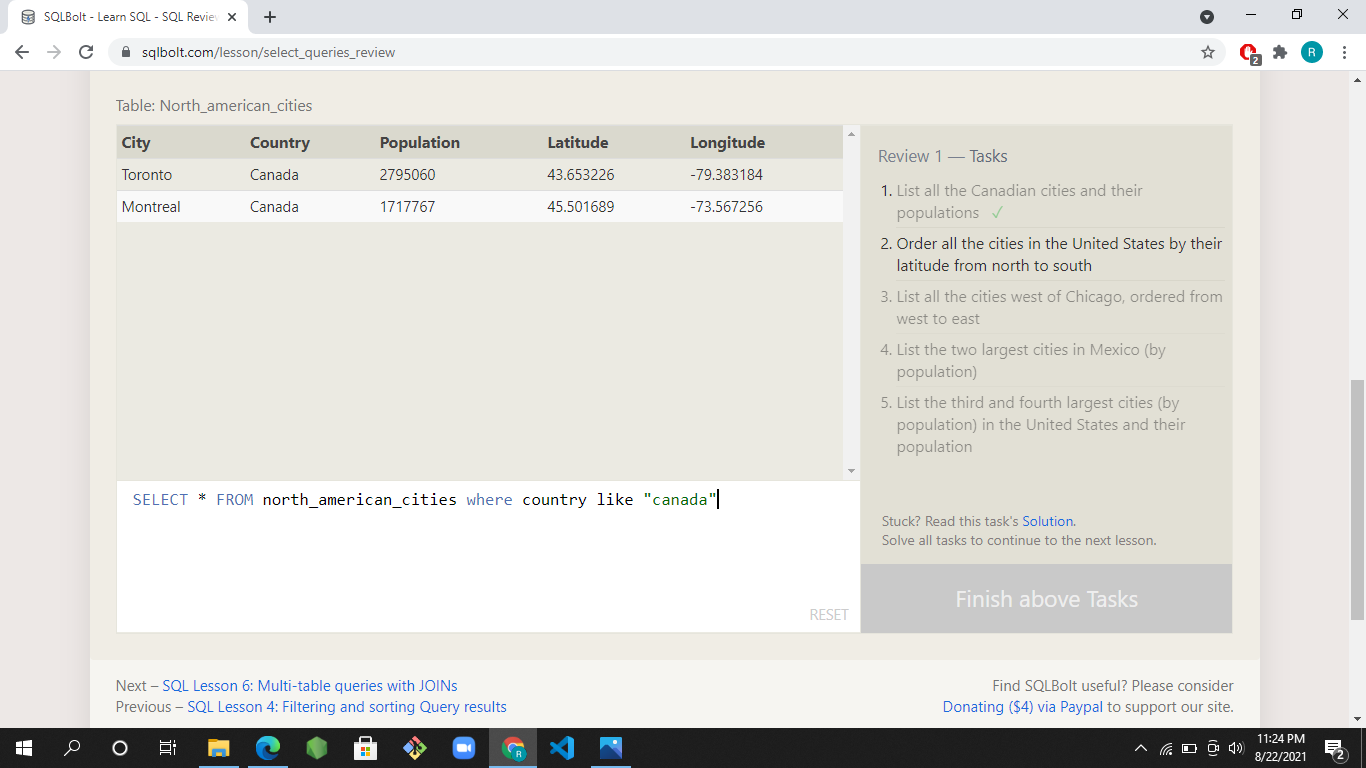 SQLBolt - Learn SQL - SQL Review
sqlbolt.com/lesson/select_queries_review
2
R
Table: North_american_cities
City Country Population Latitude Longitude
Toronto Canada 2795060 43.653226 -79.383184
Montreal Canada 1717767 45.501689 -73.567256
SELECT * FROM north_american_cities where country like "canada"
RESET
Review 1 — Tasks
1. List all the Canadian cities and their
populations ✓
2. Order all the cities in the United States by their
latitude from north to south
3. List all the cities west of Chicago, ordered from
west to east
4. List the two largest cities in Mexico (by
population)
5. List the third and fourth largest cities (by
population) in the United States and their
population
Stuck? Read this task's Solution.
Solve all tasks to continue to the next lesson.
Finish above Tasks
Next – SQL Lesson 6: Multi-table queries with JOINs
Previous – SQL Lesson 4: Filtering and sorting Query results
Find SQLBolt useful? Please consider
Donating ($4) via Paypal to support our site.
R
11:24 PM
8/22/2021
2